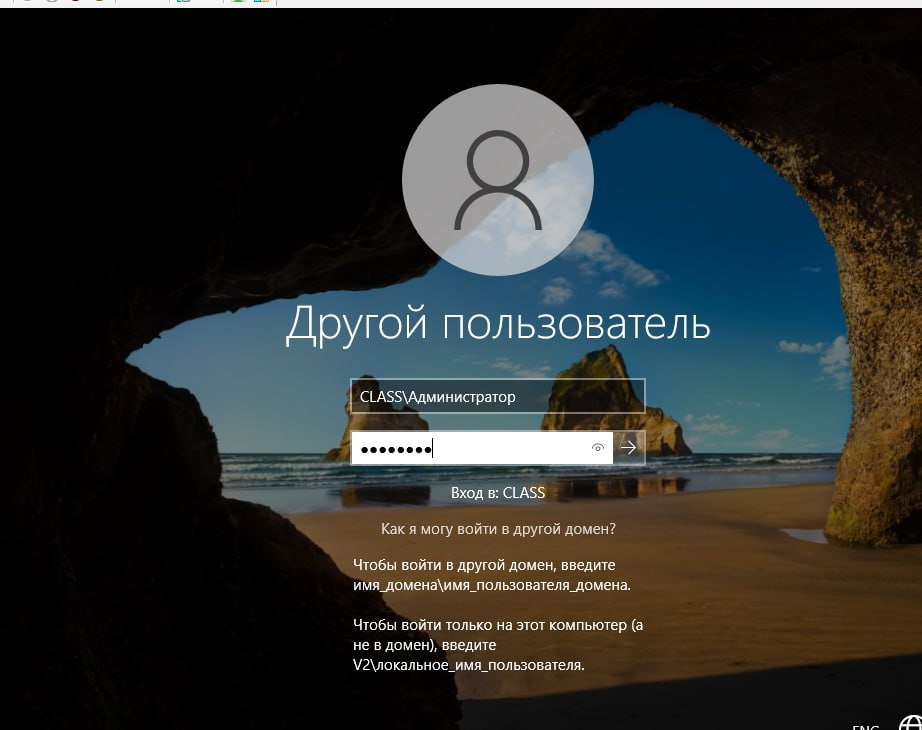 Другой пользователь
CLASS\Администратор
Вход в: CLASS
Как я могу войти в другой домен?
Чтобы войти в другой домен, введите
имя_домена\имя_пользователя_домена.
Чтобы войти только на этот компьютер (а
не в домен), введите
V2\локальное_имя_пользователя.
ENG